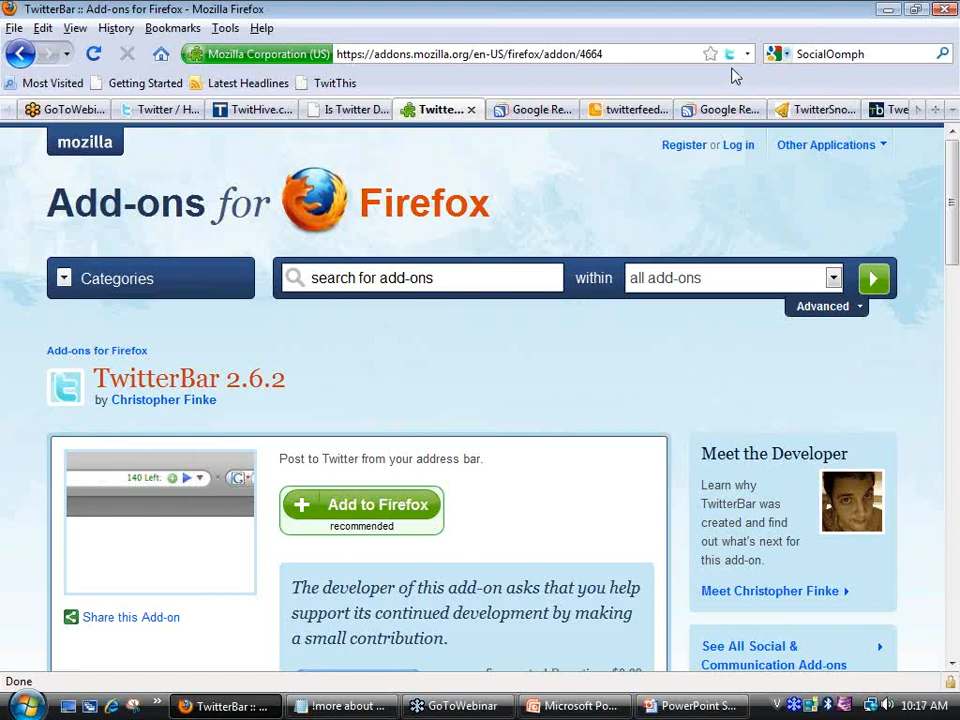 TwitterBar :: Add-ons for Firefox - Mozilla Firefox
File Edit View History Bookmarks Tools Help
Mozilla Corporation (US) https://addons.mozilla.org/en-US/firefox/addon/4664 SocialOomph
Most Visited Getting Started Latest Headlines TwitThis
GoToWebi... Twitter / H... TwitHive.c... Is Twitter D... Twitte... Google Re... twitterfeed... Google Re... TwitterSno... Twe
mozilla
Register or Log in Other Applications
Add-ons for Firefox
Categories search for add-ons within all add-ons
Advanced
Add-ons for Firefox
TwitterBar 2.6.2
by Christopher Finke
140 Left:
Post to Twitter from your address bar.
Add to Firefox
recommended
The developer of this add-on asks that you help
support its continued development by making
a small contribution.
Share this Add-on
Meet the Developer
Learn why
TwitterBar was
created and find
out what's next for
this add-on.
Meet Christopher Finke
See All Social &
Communication Add-ons
Done
TwitterBar :: ... !more about ... GoToWebinar Microsoft Po... PowerPoint S... 10:17 AM